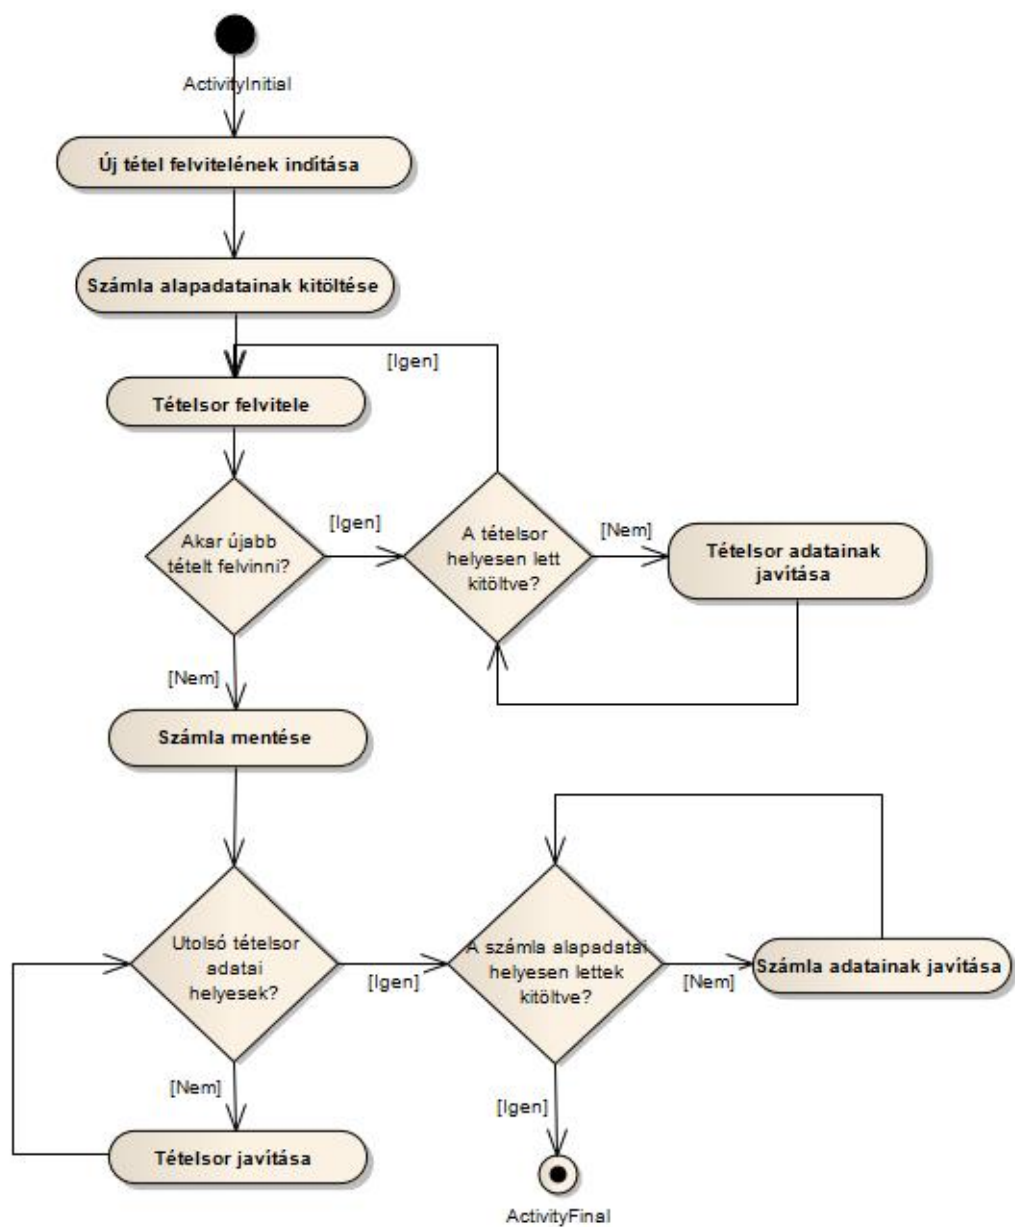 ActivityInitial
Új tétel felvitelének indítása
Számla alapadatainak kitöltése
[Igen]
Tételsor felvitele
Akar újabb
tételt felvinni?
[Igen]
A tételsor
helyesen lett
kitöltve?
[Nem]
Tételsor adatainak
javítása
[Nem]
Számla mentése
Utolsó tételsor
adatai
helyesek?
[Igen]
A számla alapadatai
helyesen lettek
kitöltve?
[Nem]
Számla adatainak javítása
[Nem]
[Igen]
Tételsor javítása
ActivityFinal